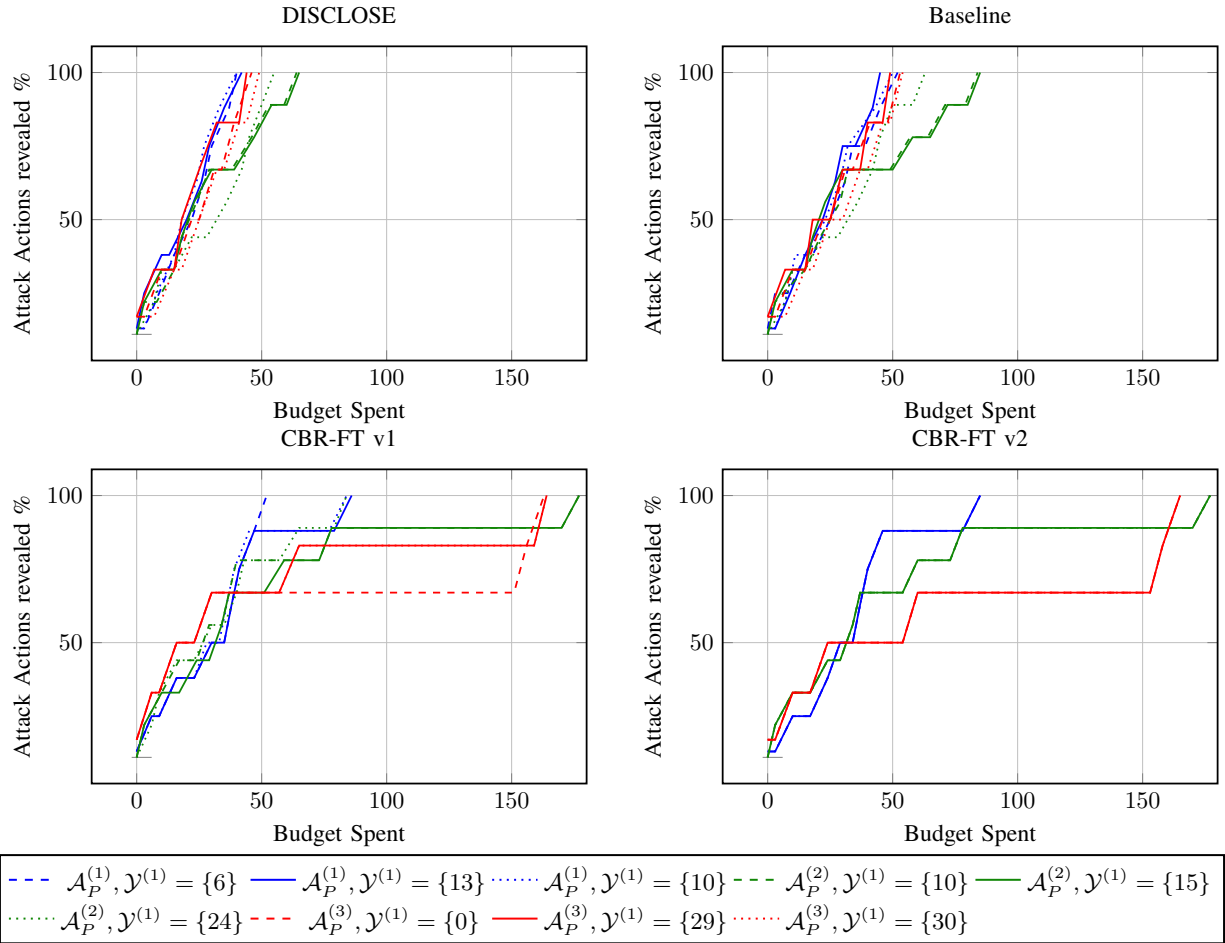 DISCLOSE
Baseline
Attack Actions revealed %
100
50
0
50
100
150
Budget Spent
Attack Actions revealed %
100
50
0
50
100
150
Budget Spent
CBR-FT v1
CBR-FT v2
Attack Actions revealed %
100
50
0
50
100
150
Budget Spent
Attack Actions revealed %
100
50
0
50
100
150
Budget Spent
𝒜_P^(1), 𝒴^(1) = {6}
𝒜_P^(1), 𝒴^(1) = {13}
𝒜_P^(1), 𝒴^(1) = {10}
𝒜_P^(2), 𝒴^(1) = {10}
𝒜_P^(2), 𝒴^(1) = {15}
𝒜_P^(2), 𝒴^(1) = {24}
𝒜_P^(3), 𝒴^(1) = {0}
𝒜_P^(3), 𝒴^(1) = {29}
𝒜_P^(3), 𝒴^(1) = {30}